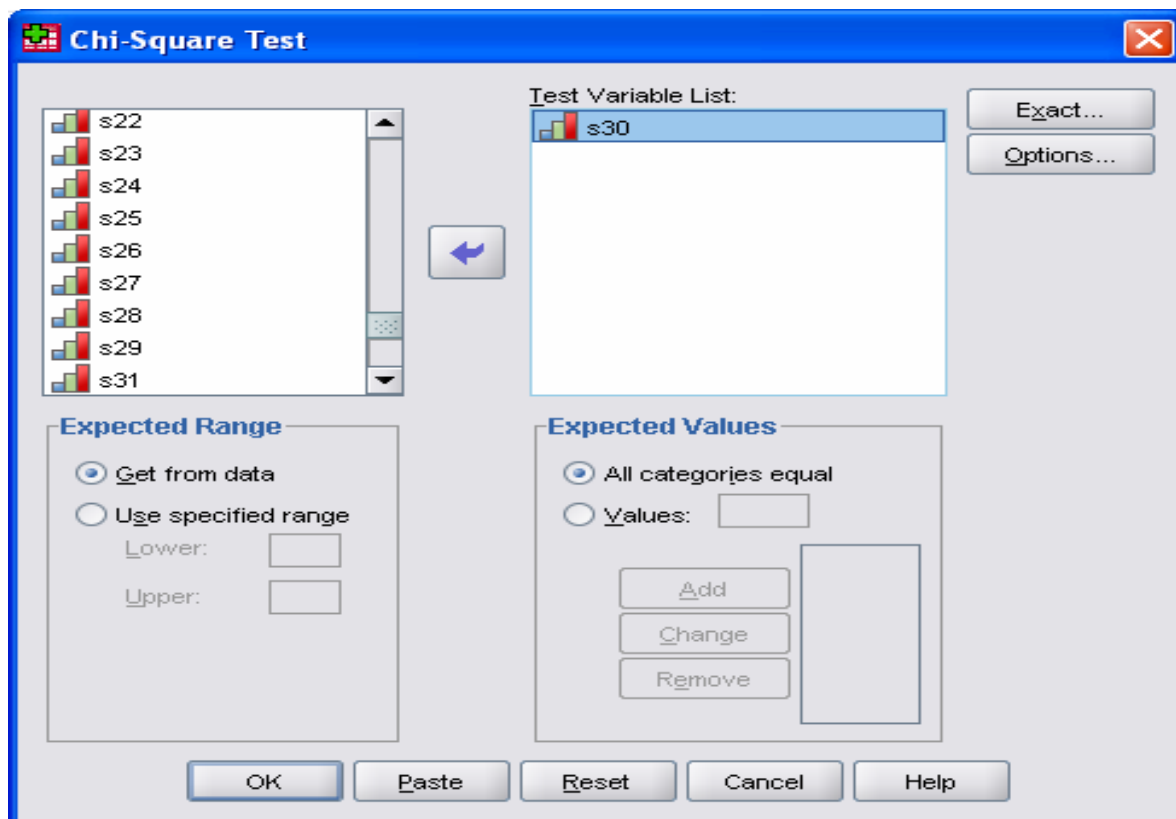 Chi-Square Test
s22
s23
s24
s25
s26
s27
s28
s29
s31
Test Variable List:
s30
Exact...
Options...
Expected Range
Get from data
Use specified range
Lower:
Upper:
Expected Values
All categories equal
Values:
Add
Change
Remove
OK
Paste
Reset
Cancel
Help